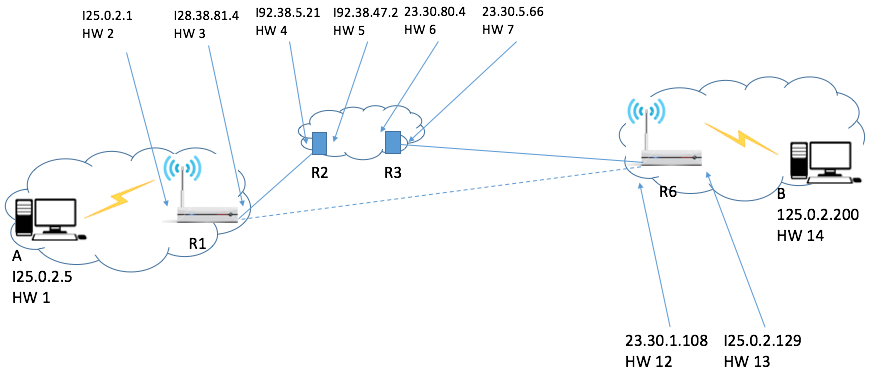 I25.0.2.1
HW 2
I28.38.81.4
HW 3
I92.38.5.21
HW 4
I92.38.47.2
HW 5
23.30.80.4
HW 6
23.30.5.66
HW 7
R2
R3
R6
R1
A
I25.0.2.5
HW 1
B
125.0.2.200
HW 14
23.30.1.108
HW 12
I25.0.2.129
HW 13